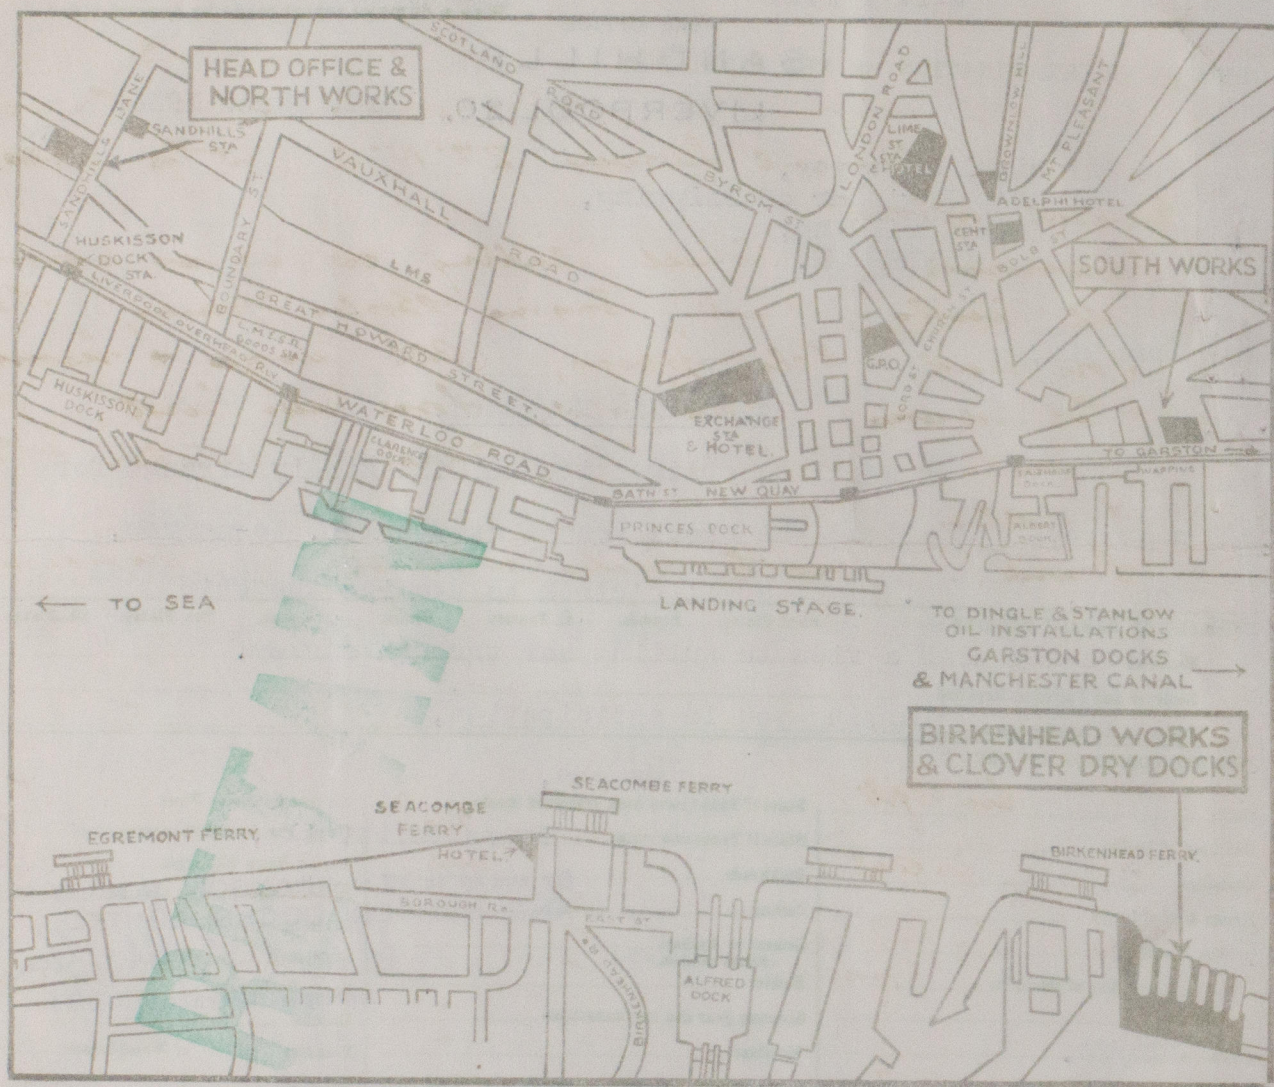 HEAD OFFICE &
NORTH WORKS
SCOTLAND
ROAD
LONDON ROAD
BROWNLOW HILL
MT PLEASANT
SANDHILLS LANE
SANDHILLS
STA
VAUXHALL
ROAD
BYROM ST
LIME
ST
STA
& HOTEL
ADELPHI HOTEL
CENT
STA
BOLD ST
SOUTH WORKS
HUSKISSON
DOCK
STA.
BOUNDARY ST
LMS
LIVERPOOL OVERHEAD RLY
GREAT HOWARD
STREET.
L.M.S.R.
GOODS STA
CHURCH ST
LORD ST
G.P.O.
HUSKISSON
DOCK
WATERLOO ROAD
CLARENCE
DOCK
EXCHANGE
STA
& HOTEL.
TO GARSTON
BATH ST NEW QUAY
WAPPING
PRINCES DOCK
ALBERT
DOCK
TO SEA
LANDING STAGE.
TO DINGLE & STANLOW
OIL INSTALLATIONS
GARSTON DOCKS
& MANCHESTER CANAL
BIRKENHEAD WORKS
& CLOVER DRY DOCKS
SEACOMBE FERRY
SEACOMBE
FERRY
HOTEL
EGREMONT FERRY.
BIRKENHEAD FERRY.
BOROUGH RD.
EAST ST
BIRKENHEAD RD
ALFRED
DOCK